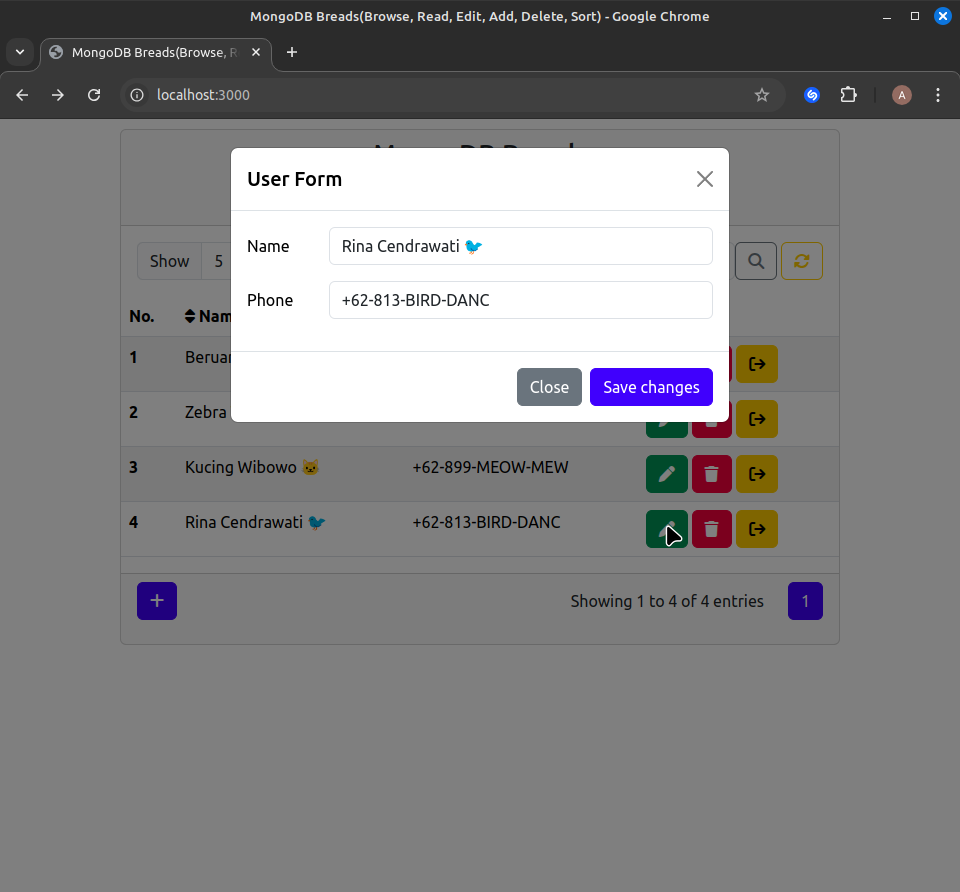 MongoDB Breads(Browse, Read, Edit, Add, Delete, Sort) - Google Chrome
MongoDB Breads(Browse, R
localhost:3000
A
User Form
Name
Rina Cendrawati 🐦
Phone
+62-813-BIRD-DANC
Close
Save changes
Show
5
No.
Nam
1
Berua
2
Zebra
3
Kucing Wibowo 🐱
+62-899-MEOW-MEW
4
Rina Cendrawati 🐦
+62-813-BIRD-DANC
+
Showing 1 to 4 of 4 entries
1